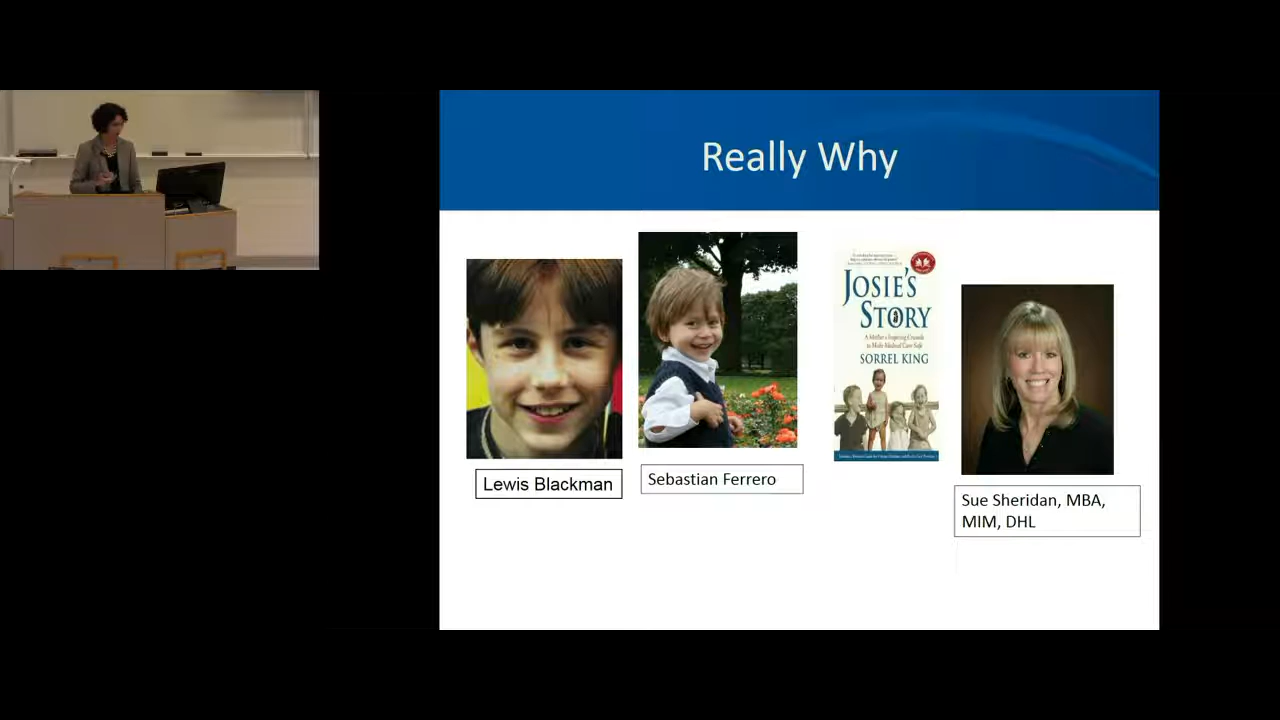 Really Why
JOSIE'S
STORY
A Mother's Inspiring Crusade
to Make Medical Care Safe
SORREL KING
Lewis Blackman
Sebastian Ferrero
Sue Sheridan, MBA,
MIM, DHL